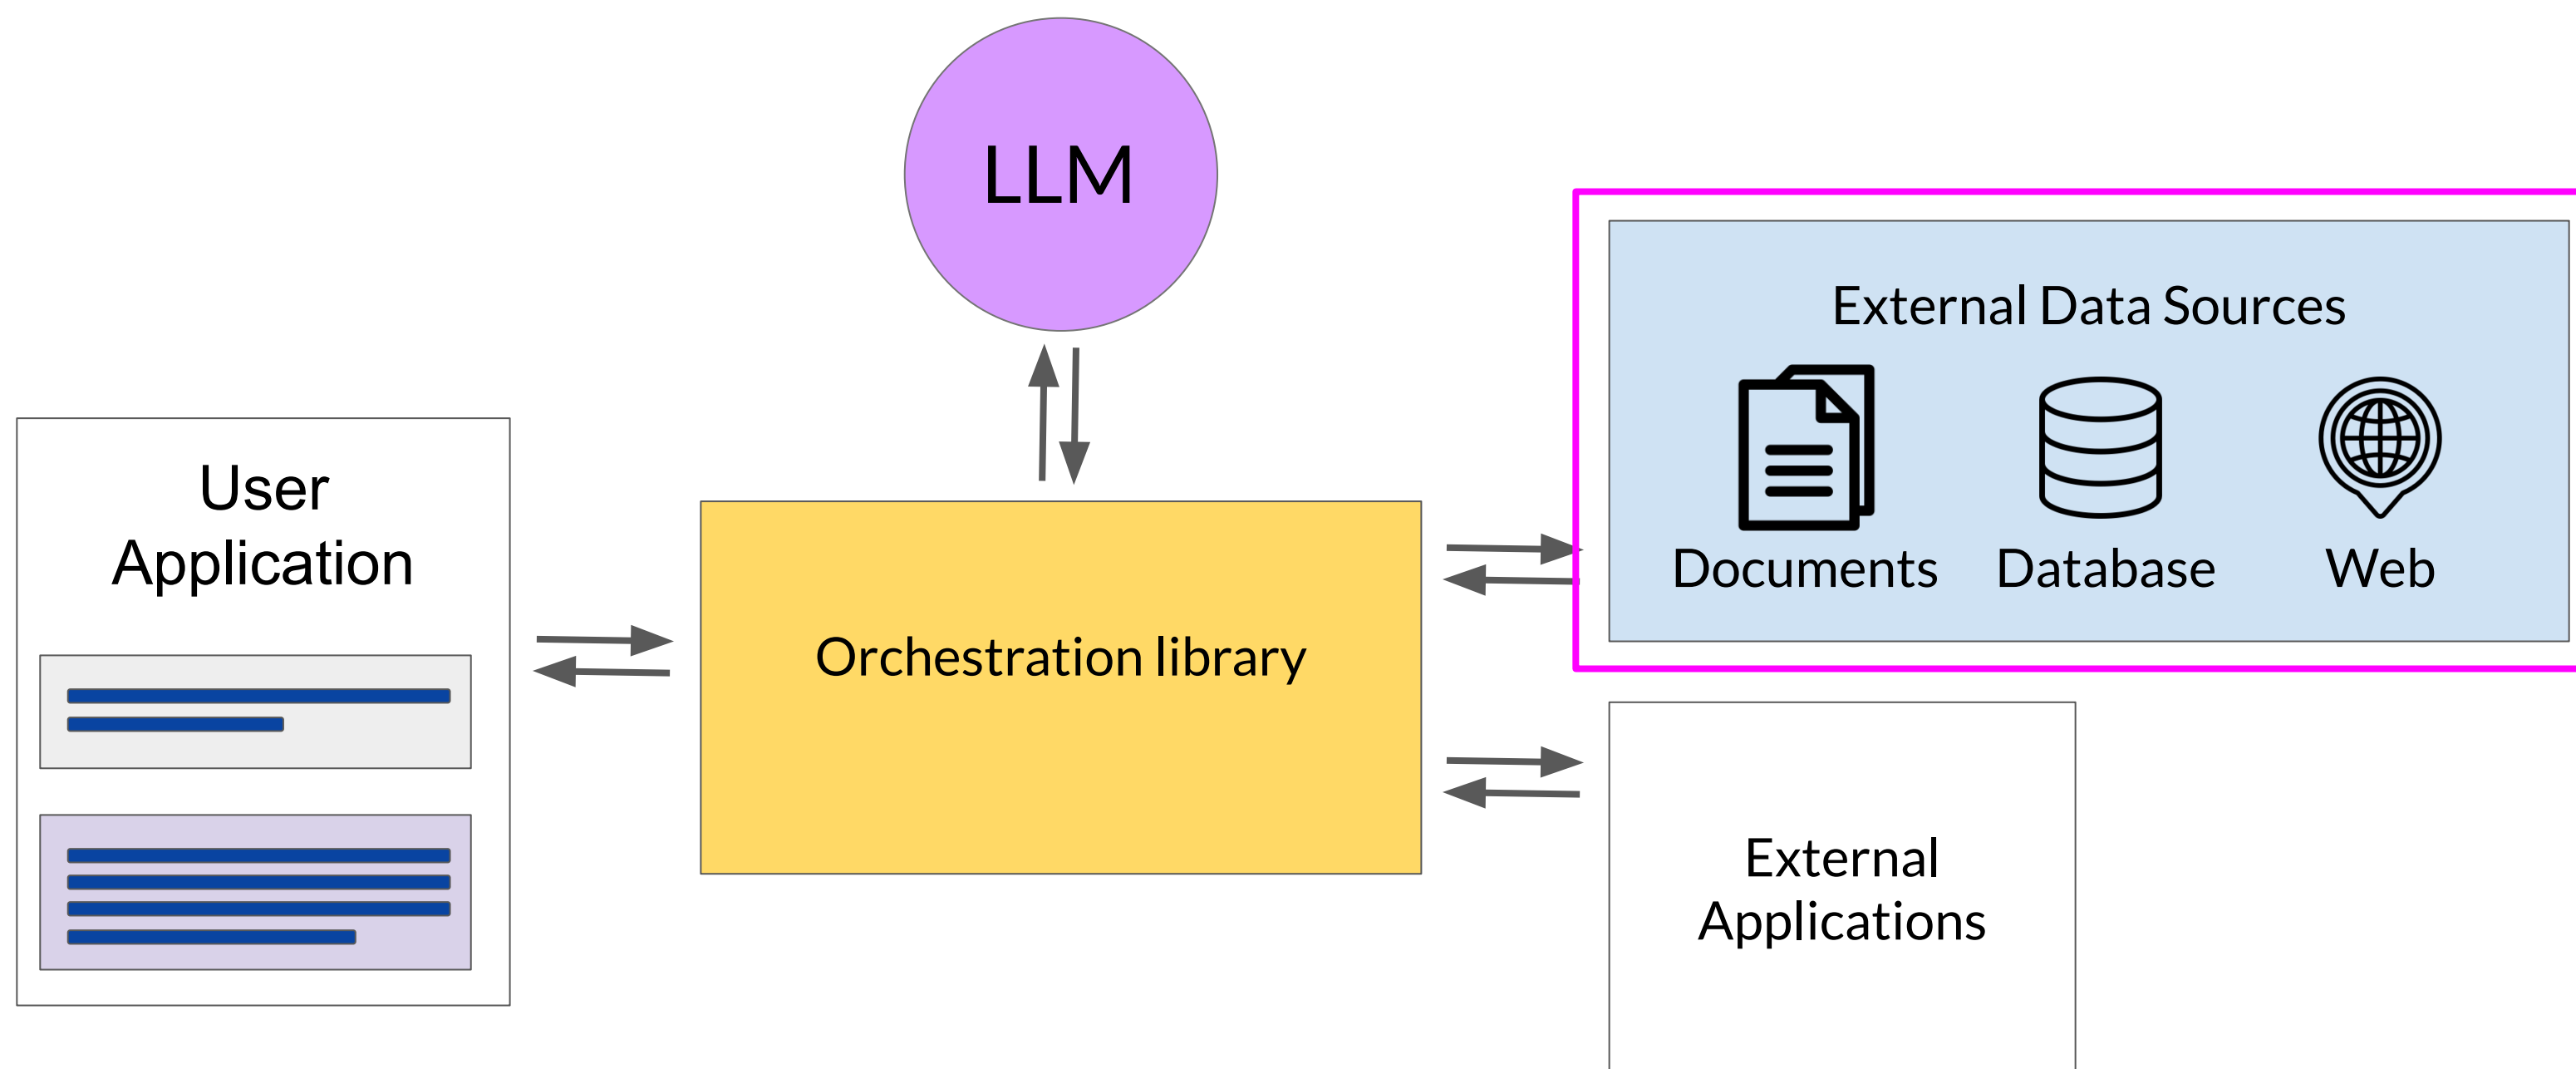 LLM
User
Application
Orchestration library
External Data Sources
Documents
Database
Web
External
Applications